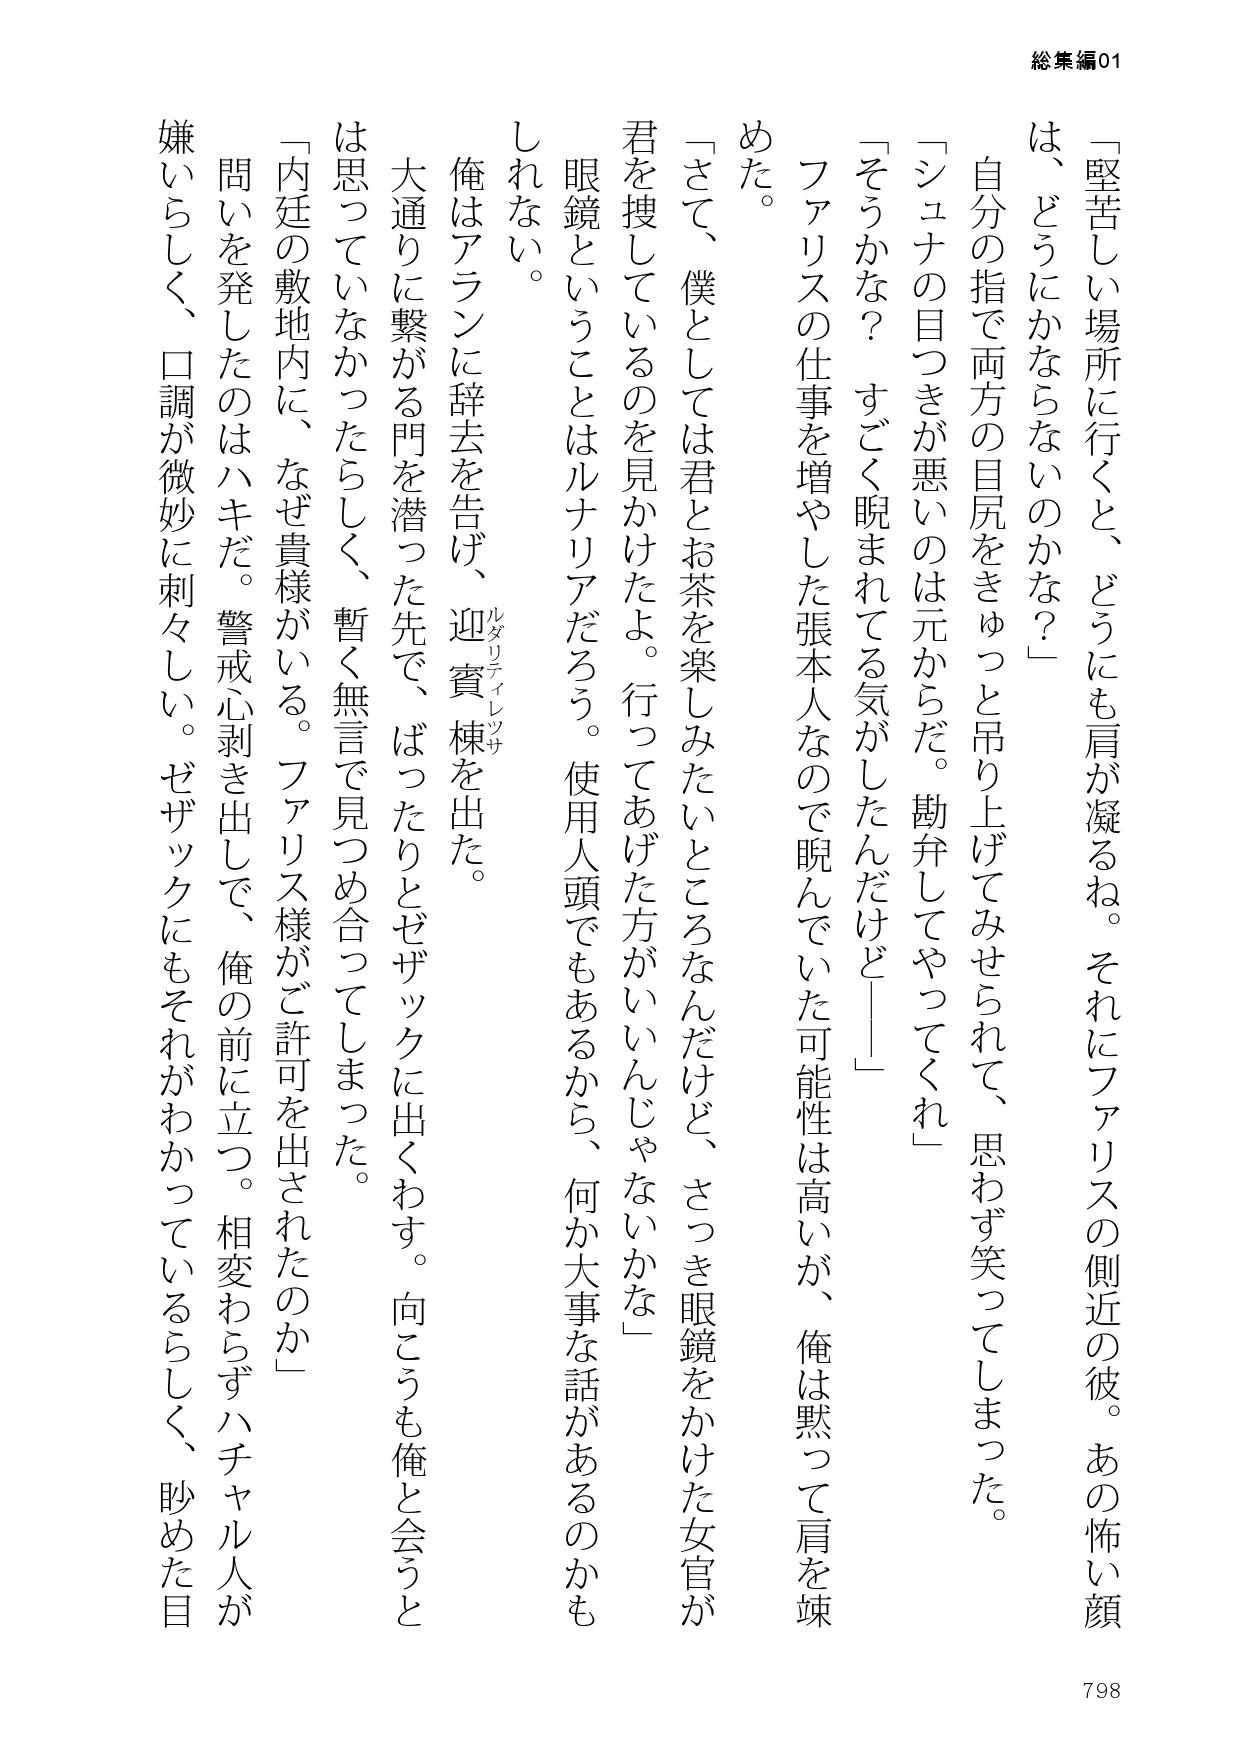 総集編01
「堅苦しい場所に行くと、どうにも肩が凝るね。それにファリスの側近の彼。あの怖い顔
は、どうにかならないのかな？」
　自分の指で両方の目尻をきゅっと吊り上げてみせられて、思わず笑ってしまった。
「シュナの目つきが悪いのは元からだ。勘弁してやってくれ」
「そうかな？　すごく睨まれてる気がしたんだけど――」
　ファリスの仕事を増やした張本人なので睨んでいた可能性は高いが、俺は黙って肩を竦
めた。
「さて、僕としては君とお茶を楽しみたいところなんだけど、さっき眼鏡をかけた女官が
君を捜しているのを見かけたよ。行ってあげた方がいいんじゃないかな」
　眼鏡ということはルナリアだろう。使用人頭でもあるから、何か大事な話があるのかも
しれない。
　俺はアランに辞去を告げ、迎賓棟を出た。
ルダリティレッサ
　大通りに繋がる門を潜った先で、ばったりとゼザックに出くわす。向こうも俺と会うと
は思っていなかったらしく、暫く無言で見つめ合ってしまった。
「内廷の敷地内に、なぜ貴様がいる。ファリス様がご許可を出されたのか」
　問いを発したのはハキだ。警戒心剥き出しで、俺の前に立つ。相変わらずハチャル人が
嫌いらしく、口調が微妙に刺々しい。ゼザックにもそれがわかっているらしく、眇めた目
798